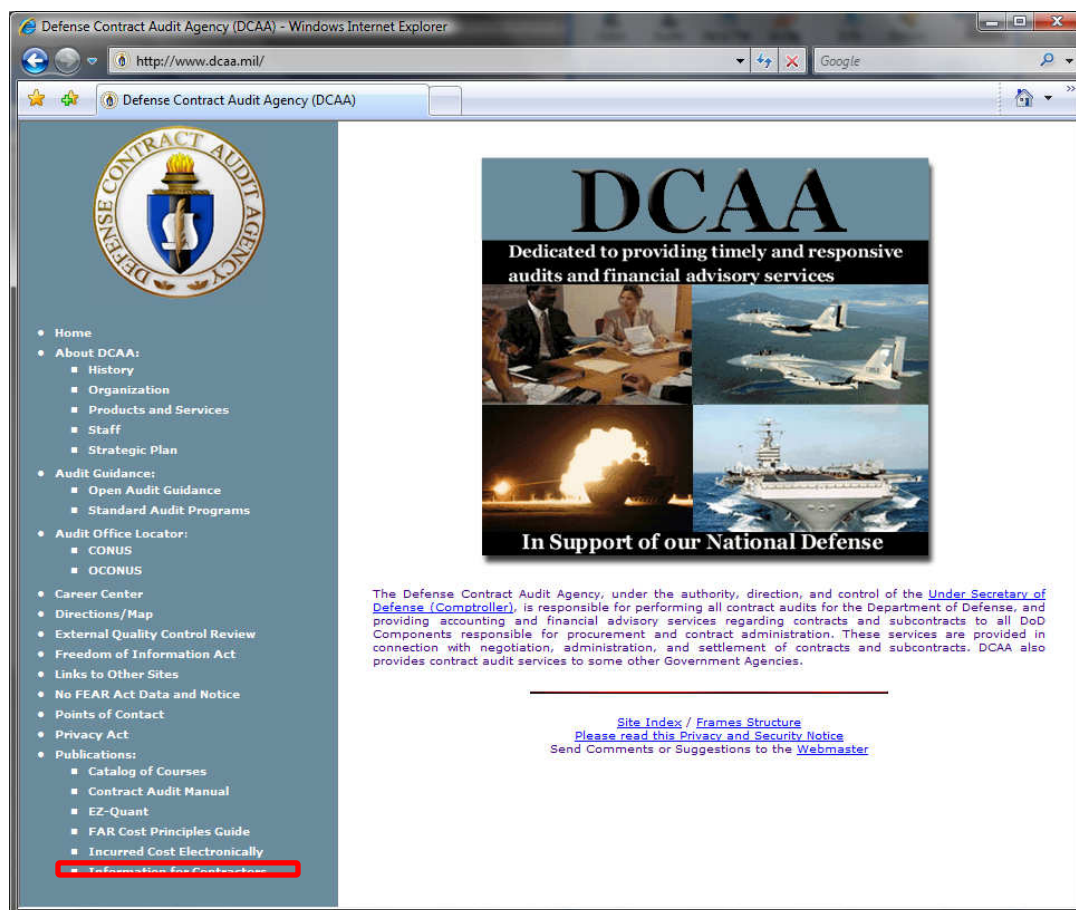 Defense Contract Audit Agency (DCAA) - Windows Internet Explorer
http://www.dcaa.mil/
Google
Defense Contract Audit Agency (DCAA)
DEFENSE CONTRACT AUDIT AGENCY
Home
About DCAA:
History
Organization
Products and Services
Staff
Strategic Plan
Audit Guidance:
Open Audit Guidance
Standard Audit Programs
Audit Office Locator:
CONUS
OCONUS
Career Center
Directions/Map
External Quality Control Review
Freedom of Information Act
Links to Other Sites
No FEAR Act Data and Notice
Points of Contact
Privacy Act
Publications:
Catalog of Courses
Contract Audit Manual
EZ-Quant
FAR Cost Principles Guide
Incurred Cost Electronically
Information for Contractors
DCAA
Dedicated to providing timely and responsive
audits and financial advisory services
In Support of our National Defense
The Defense Contract Audit Agency, under the authority, direction, and control of the Under Secretary of
Defense (Comptroller), is responsible for performing all contract audits for the Department of Defense, and
providing accounting and financial advisory services regarding contracts and subcontracts to all DoD
Components responsible for procurement and contract administration. These services are provided in
connection with negotiation, administration, and settlement of contracts and subcontracts. DCAA also
provides contract audit services to some other Government Agencies.
Site Index / Frames Structure
Please read this Privacy and Security Notice
Send Comments or Suggestions to the Webmaster